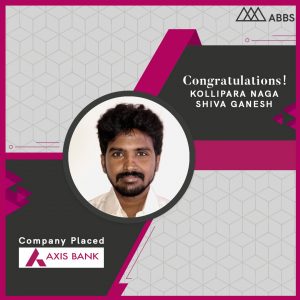 ABBS
Congratulations!
KOLLIPARA NAGA
SHIVA GANESH
Company Placed
AXIS BANK